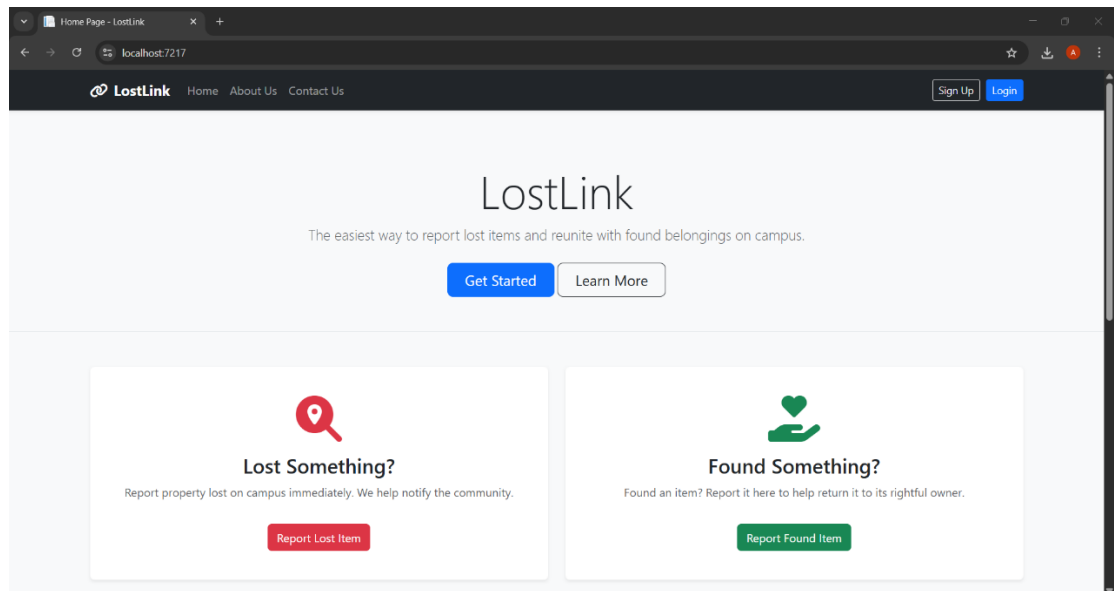 Home Page - LostLink
localhost:7217
A
LostLink Home About Us Contact Us Sign Up Login
LostLink
The easiest way to report lost items and reunite with found belongings on campus.
Get Started Learn More
Lost Something?
Report property lost on campus immediately. We help notify the community.
Report Lost Item
Found Something?
Found an item? Report it here to help return it to its rightful owner.
Report Found Item